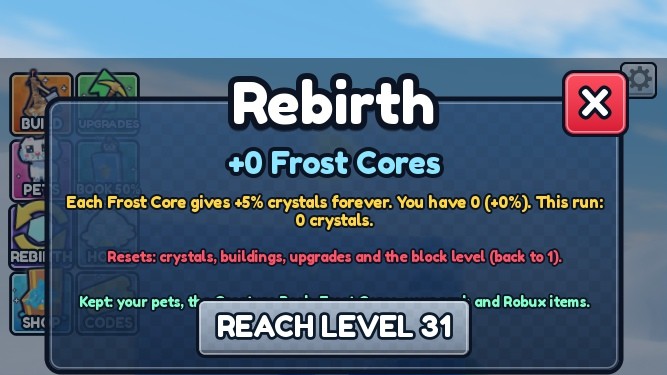 Rebirth
+0 Frost Cores
Each Frost Core gives +5% crystals forever. You have 0 (+0%). This run:
0 crystals.
Resets: crystals, buildings, upgrades and the block level (back to 1).
Kept: your pets, and Robux items.
REACH LEVEL 31
BUILD
UPGRADES
PETS
BOOK 50%
REBIRTH
SHOP
CODES